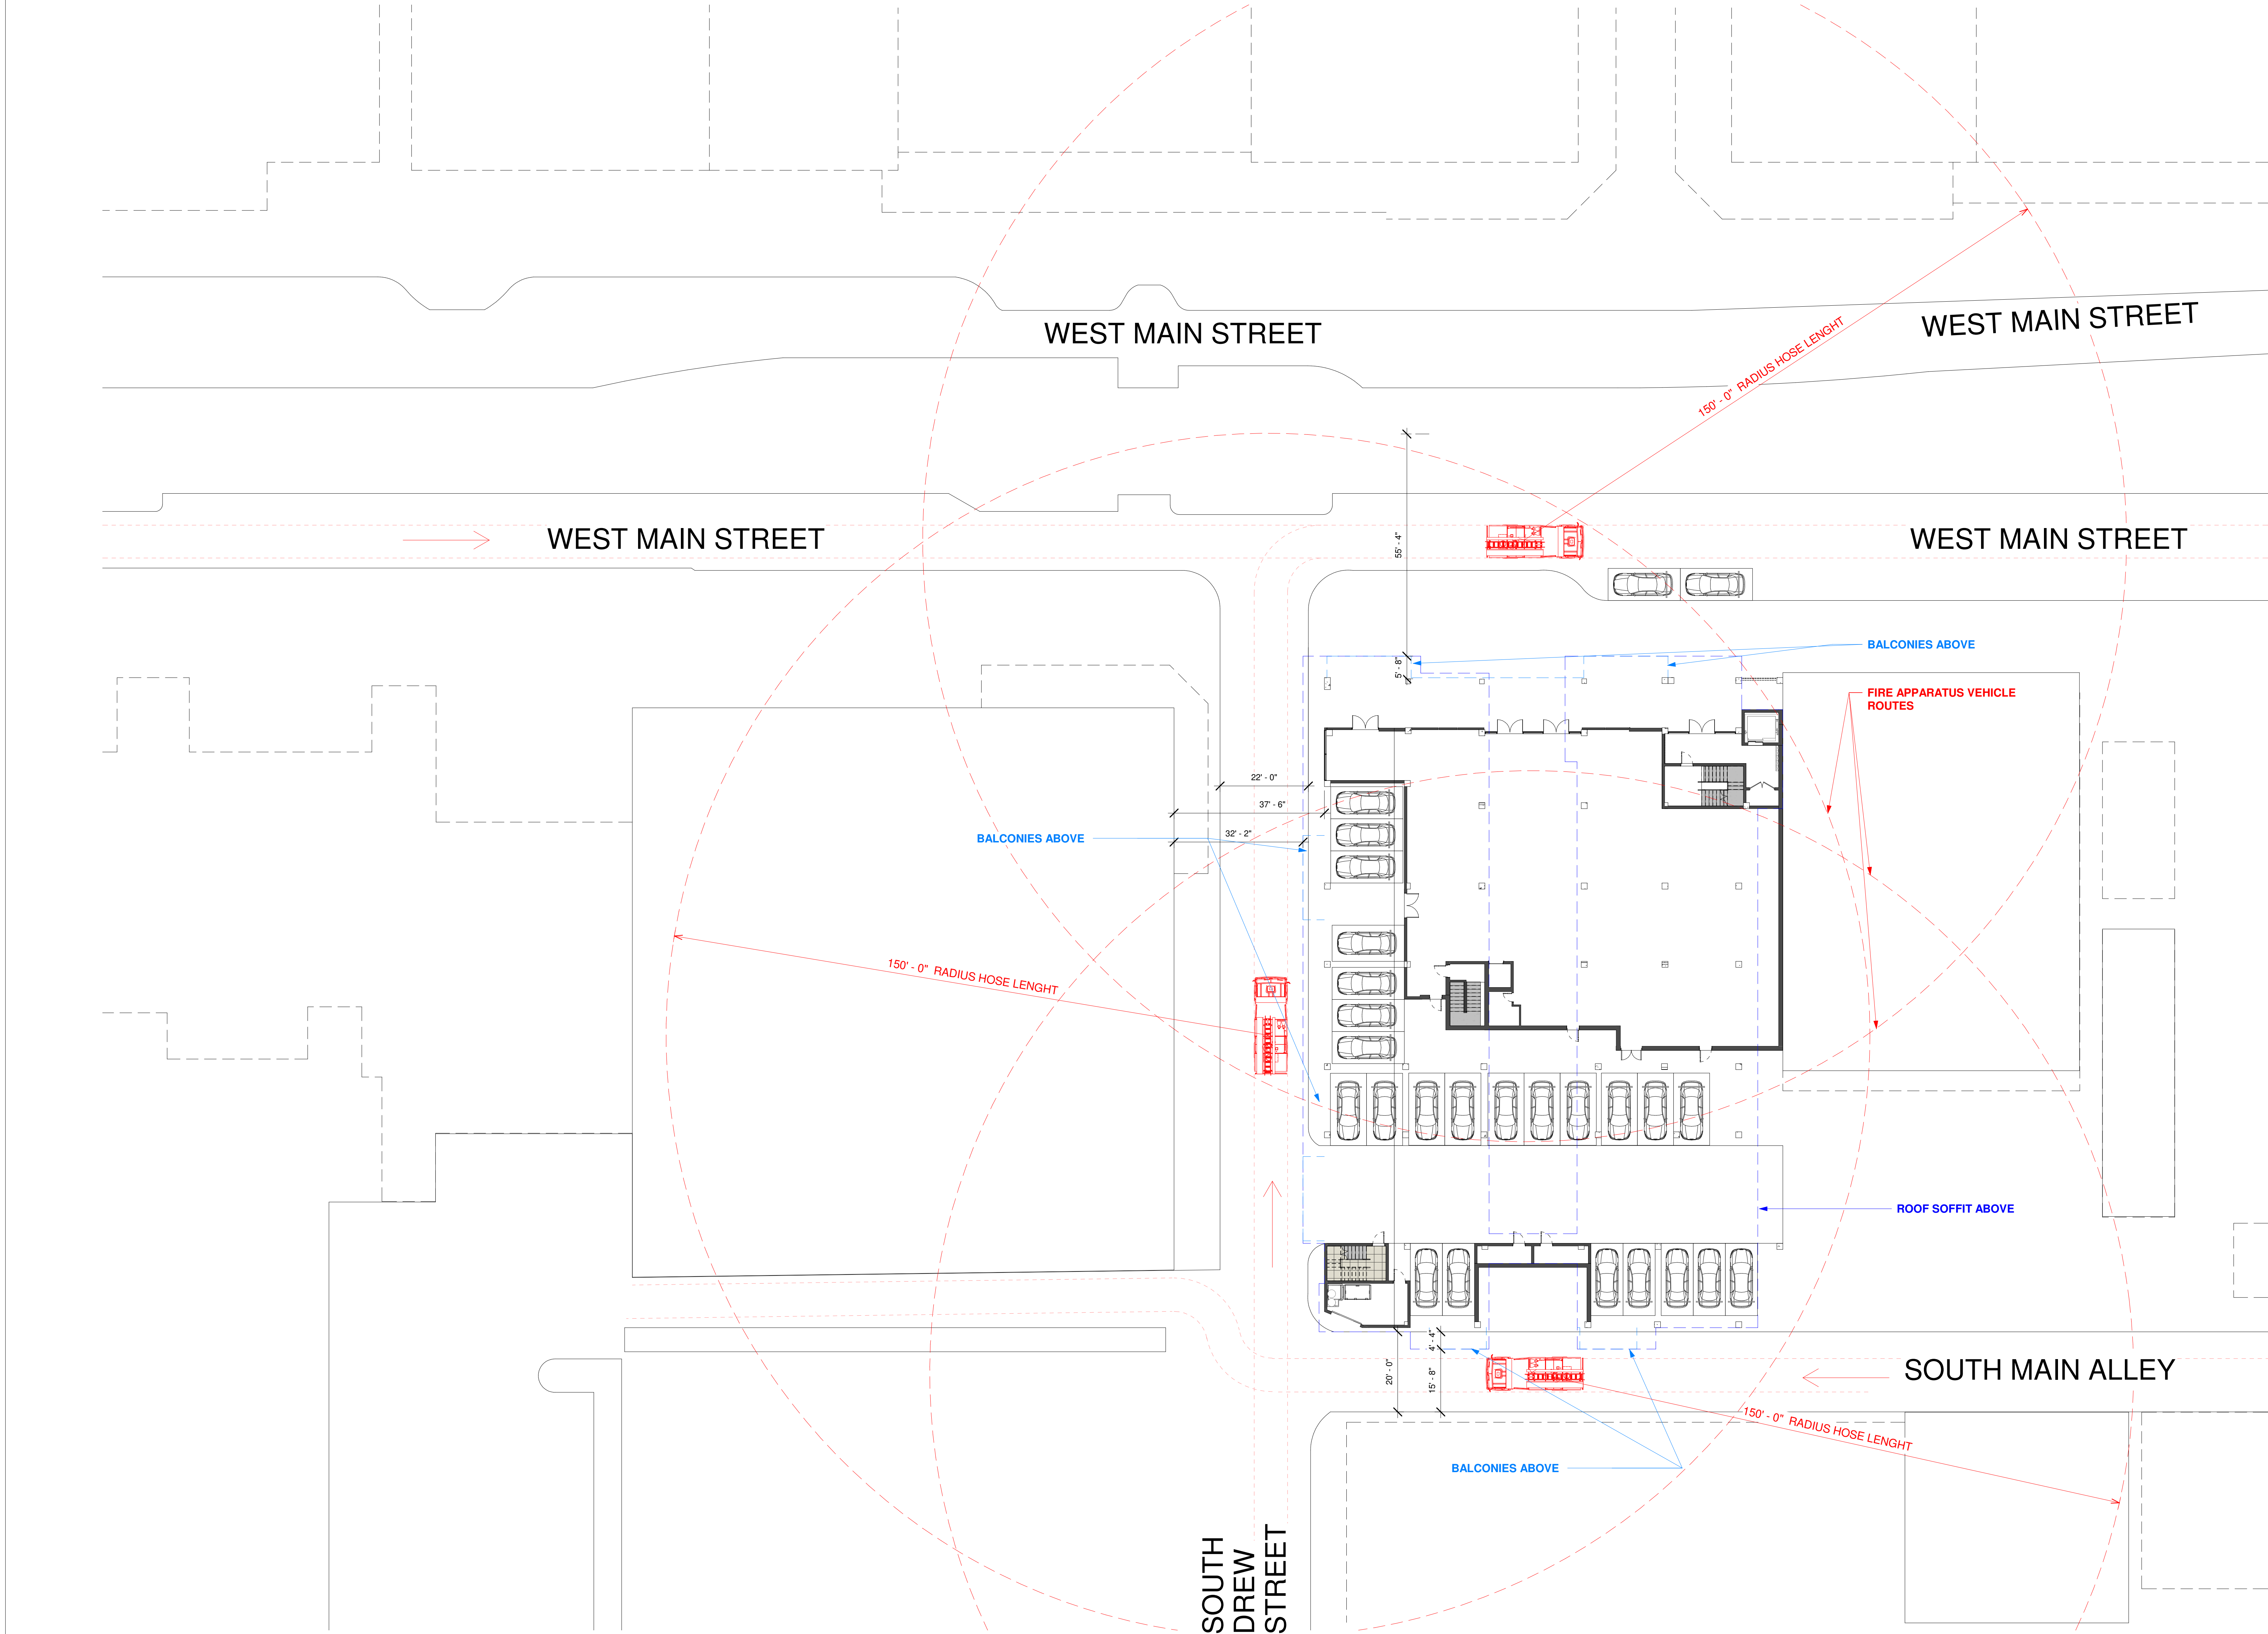 WEST MAIN STREET
WEST MAIN STREET
150' - 0" RADIUS HOSE LENGHT
WEST MAIN STREET
WEST MAIN STREET
55' - 4"
5' - 8"
BALCONIES ABOVE
FIRE APPARATUS VEHICLE
ROUTES
22' - 0"
37' - 6"
32' - 2"
BALCONIES ABOVE
150' - 0" RADIUS HOSE LENGHT
ROOF SOFFIT ABOVE
4' - 4"
20' - 0"
15' - 8"
SOUTH MAIN ALLEY
150' - 0" RADIUS HOSE LENGHT
BALCONIES ABOVE
SOUTH
DREW
STREET